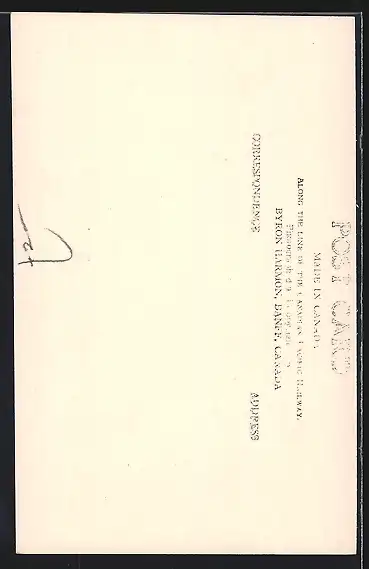 POST CARD
MADE IN CANADA.
ALONG THE LINE OF THE CANADIAN PACIFIC RAILWAY.
BYRON HARMON, BANFF, CANADA
CORRESPONDENCE
ADDRESS